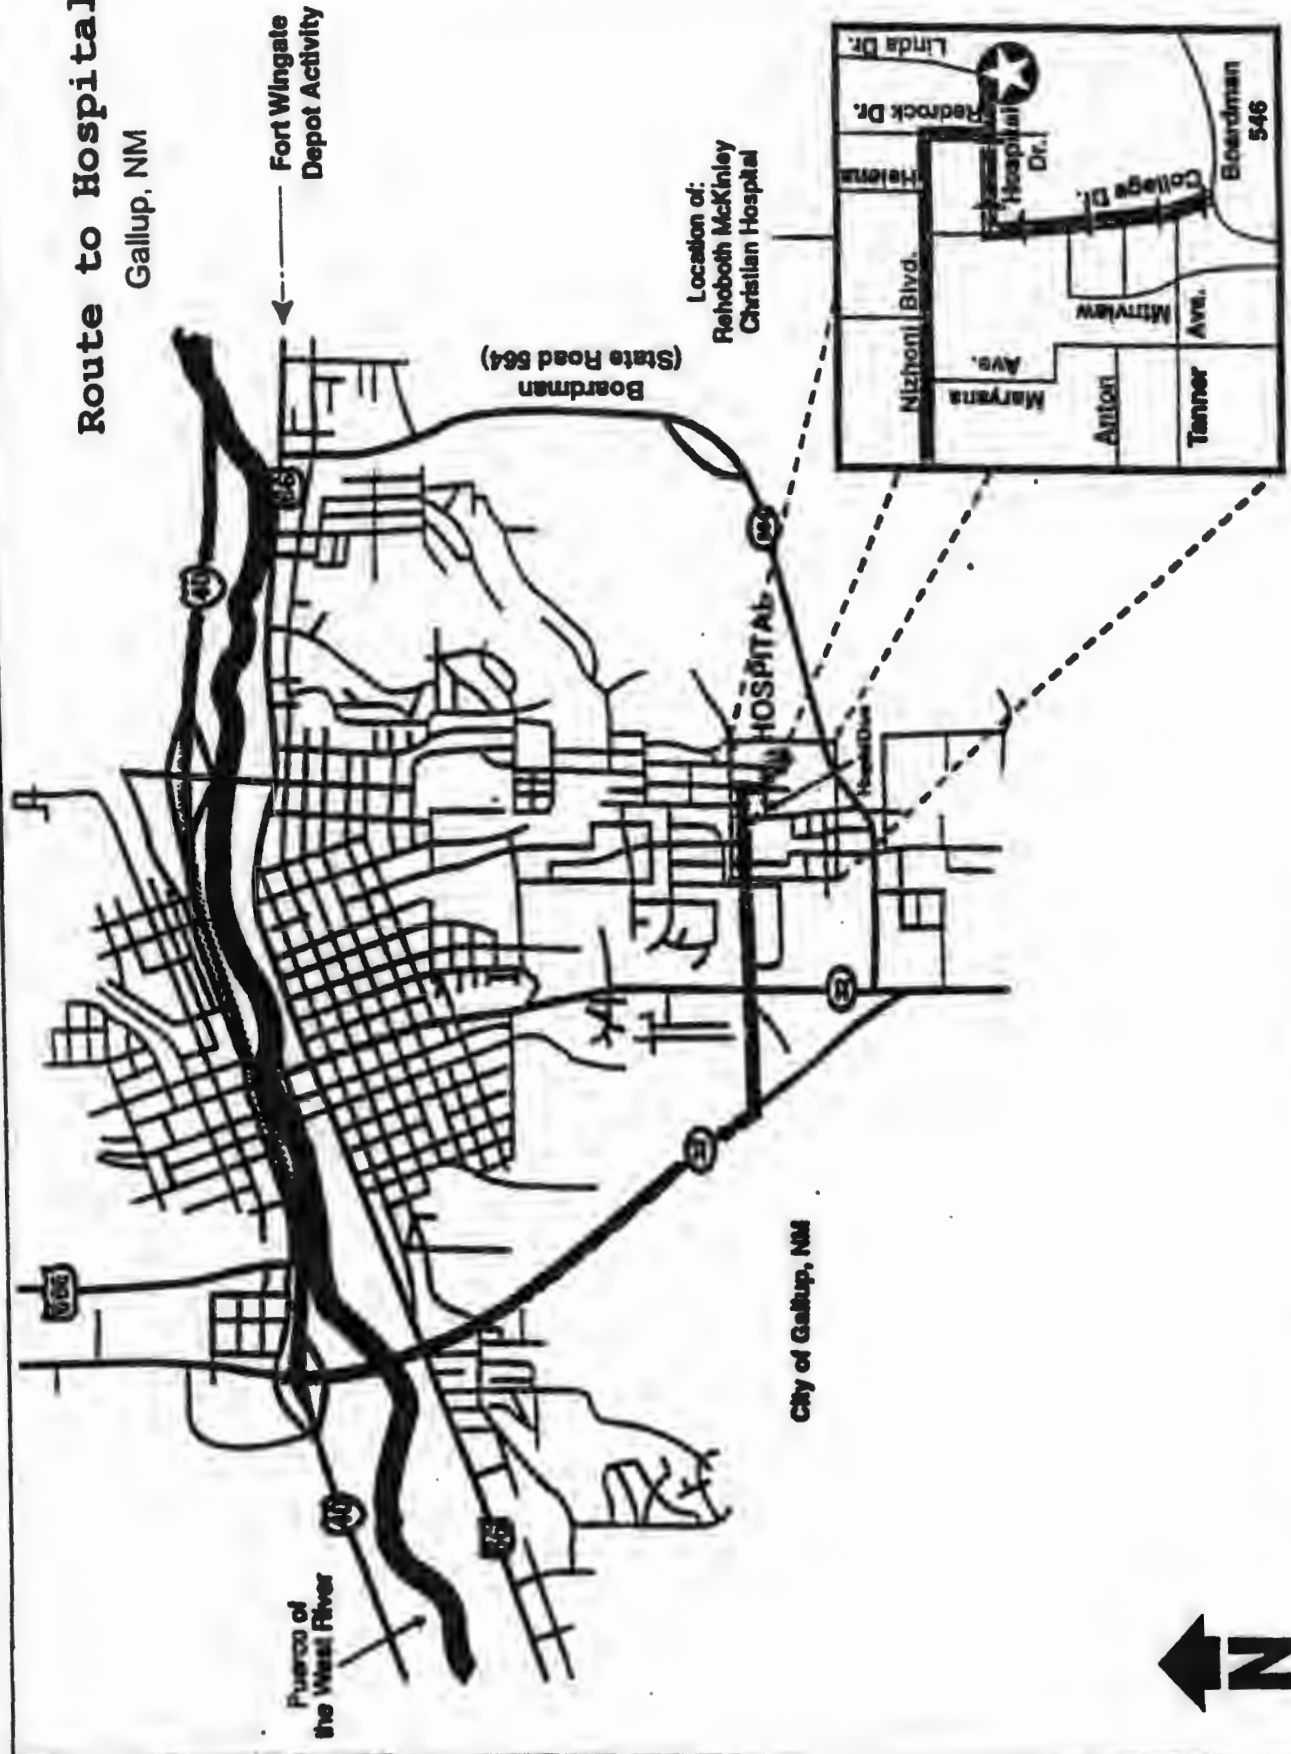 Route to Hospital
Gallup, NM
Fort Wingate
Depot Activity
40
Boardman
(State Road 564)
Location of:
Rehoboth McKinley
Christian Hospital
HOSPITAL
Linda Dr.
Redrock Dr.
Helena
Hospital
Dr.
Nizhoni Blvd.
College Dr.
Boardman
546
Maryana
Ave.
Mtnview
Ave.
Anton
Tanner
40
Puerco of
the West River
City of Gallup, NM
N